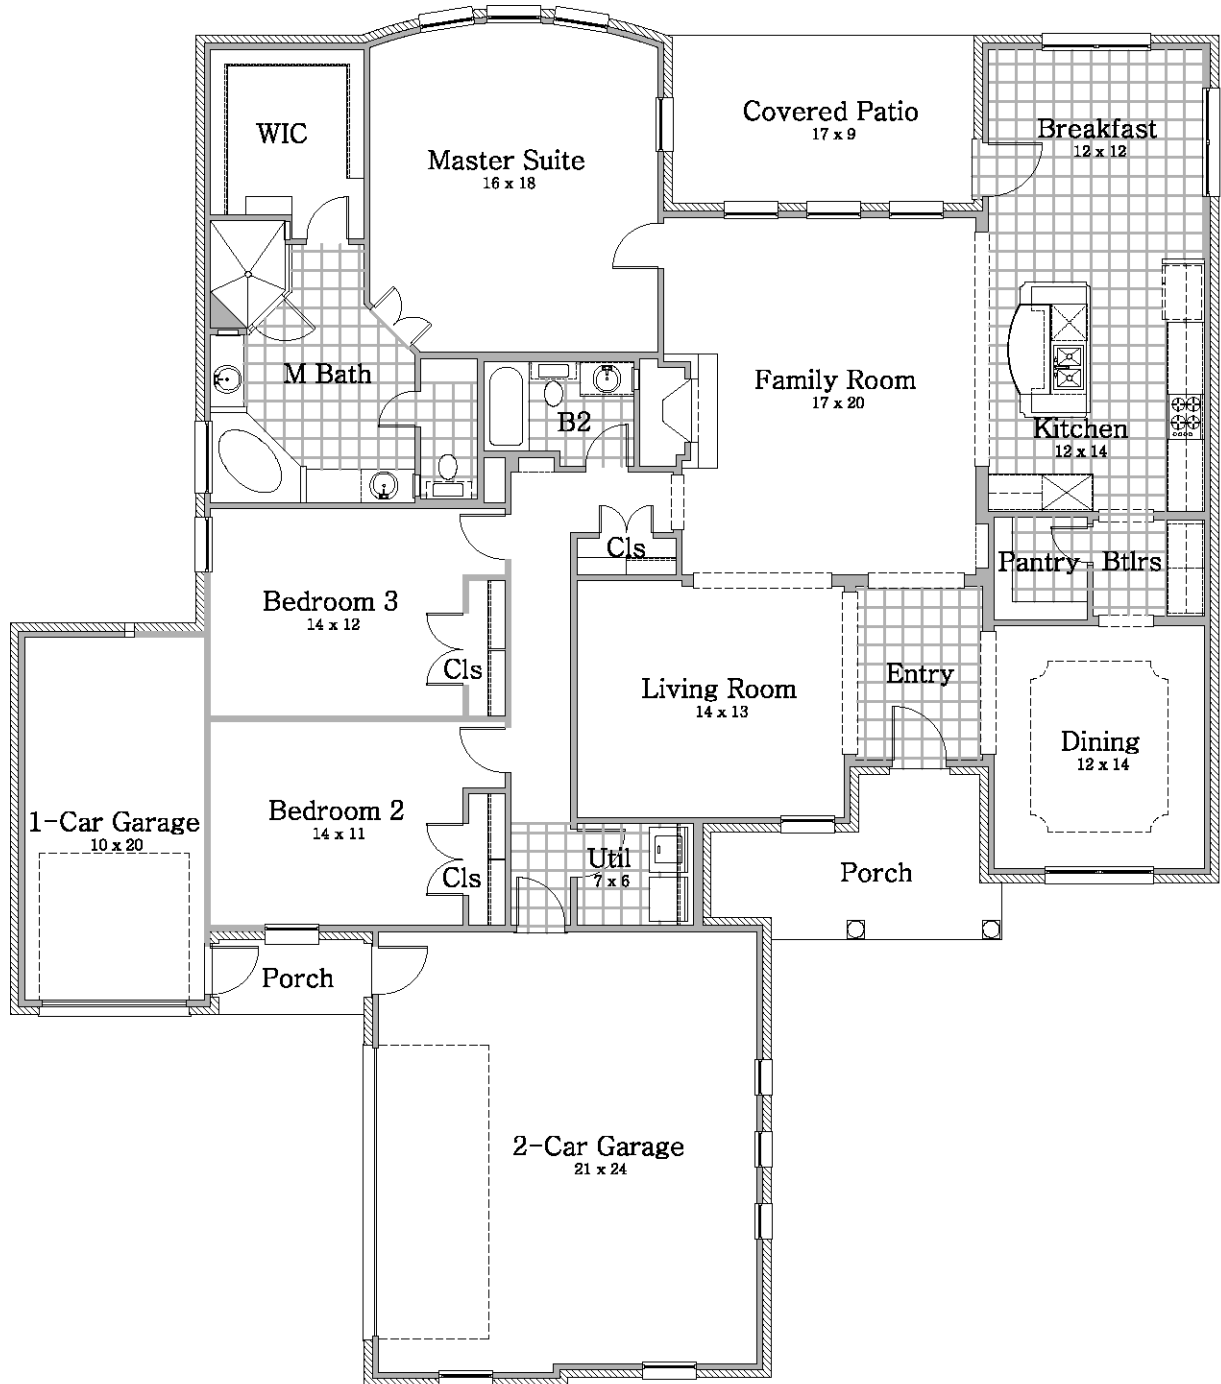 Covered Patio
17 x 9
WIC
Breakfast
12 x 12
Master Suite
16 x 18
M Bath
Family Room
17 x 20
B2
Kitchen
12 x 14
Cls
Pantry
Btlrs
Bedroom 3
14 x 12
Cls
Entry
Living Room
14 x 13
Dining
12 x 14
Bedroom 2
14 x 11
1-Car Garage
10 x 20
Util
7 x 6
Cls
Porch
Porch
2-Car Garage
21 x 24